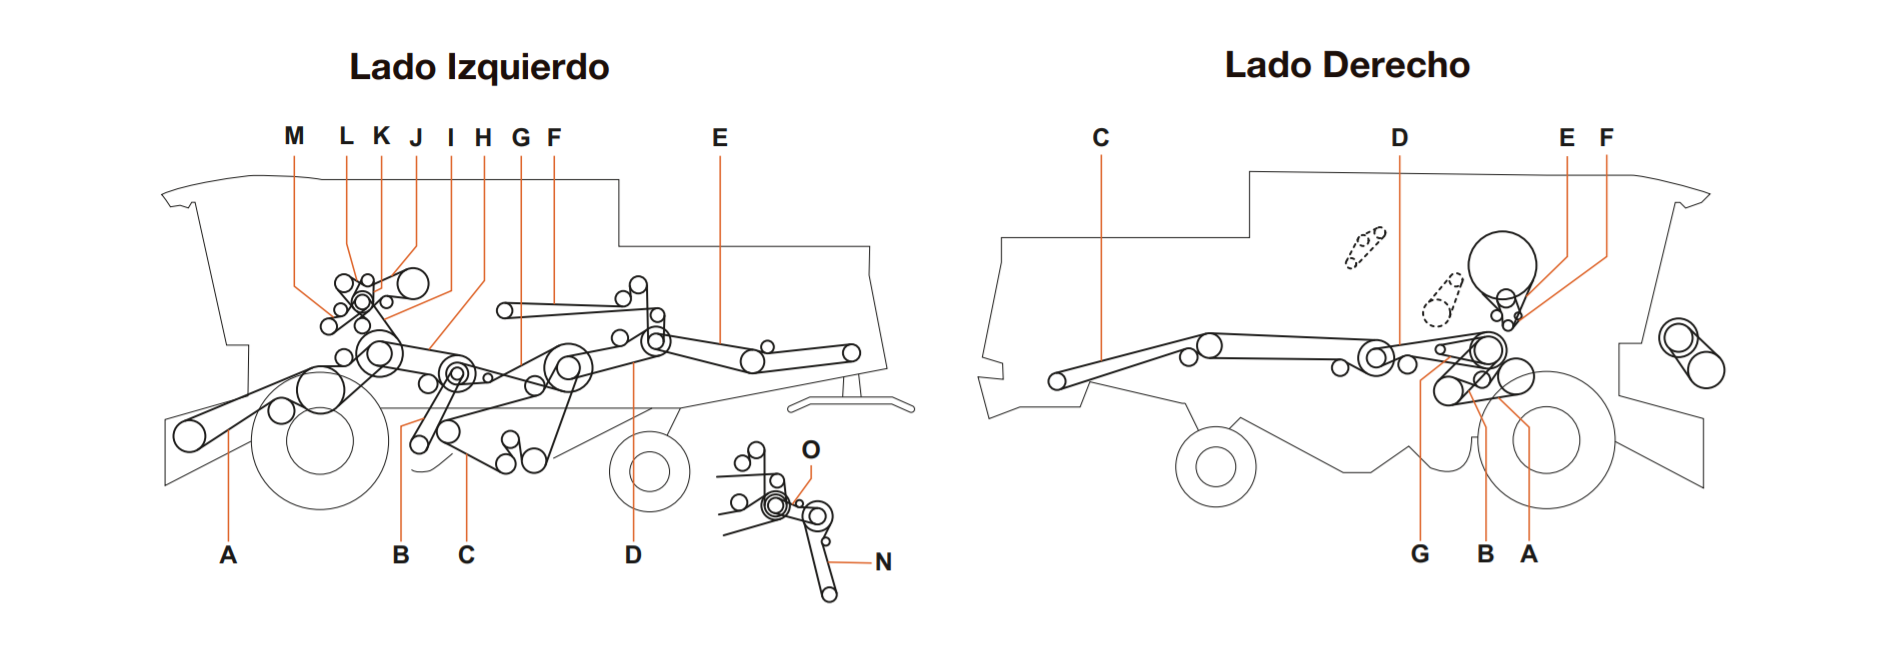 Lado Izquierdo
M L K J I H G F E
A B C D
O
N
Lado Derecho
C D E F
G B A